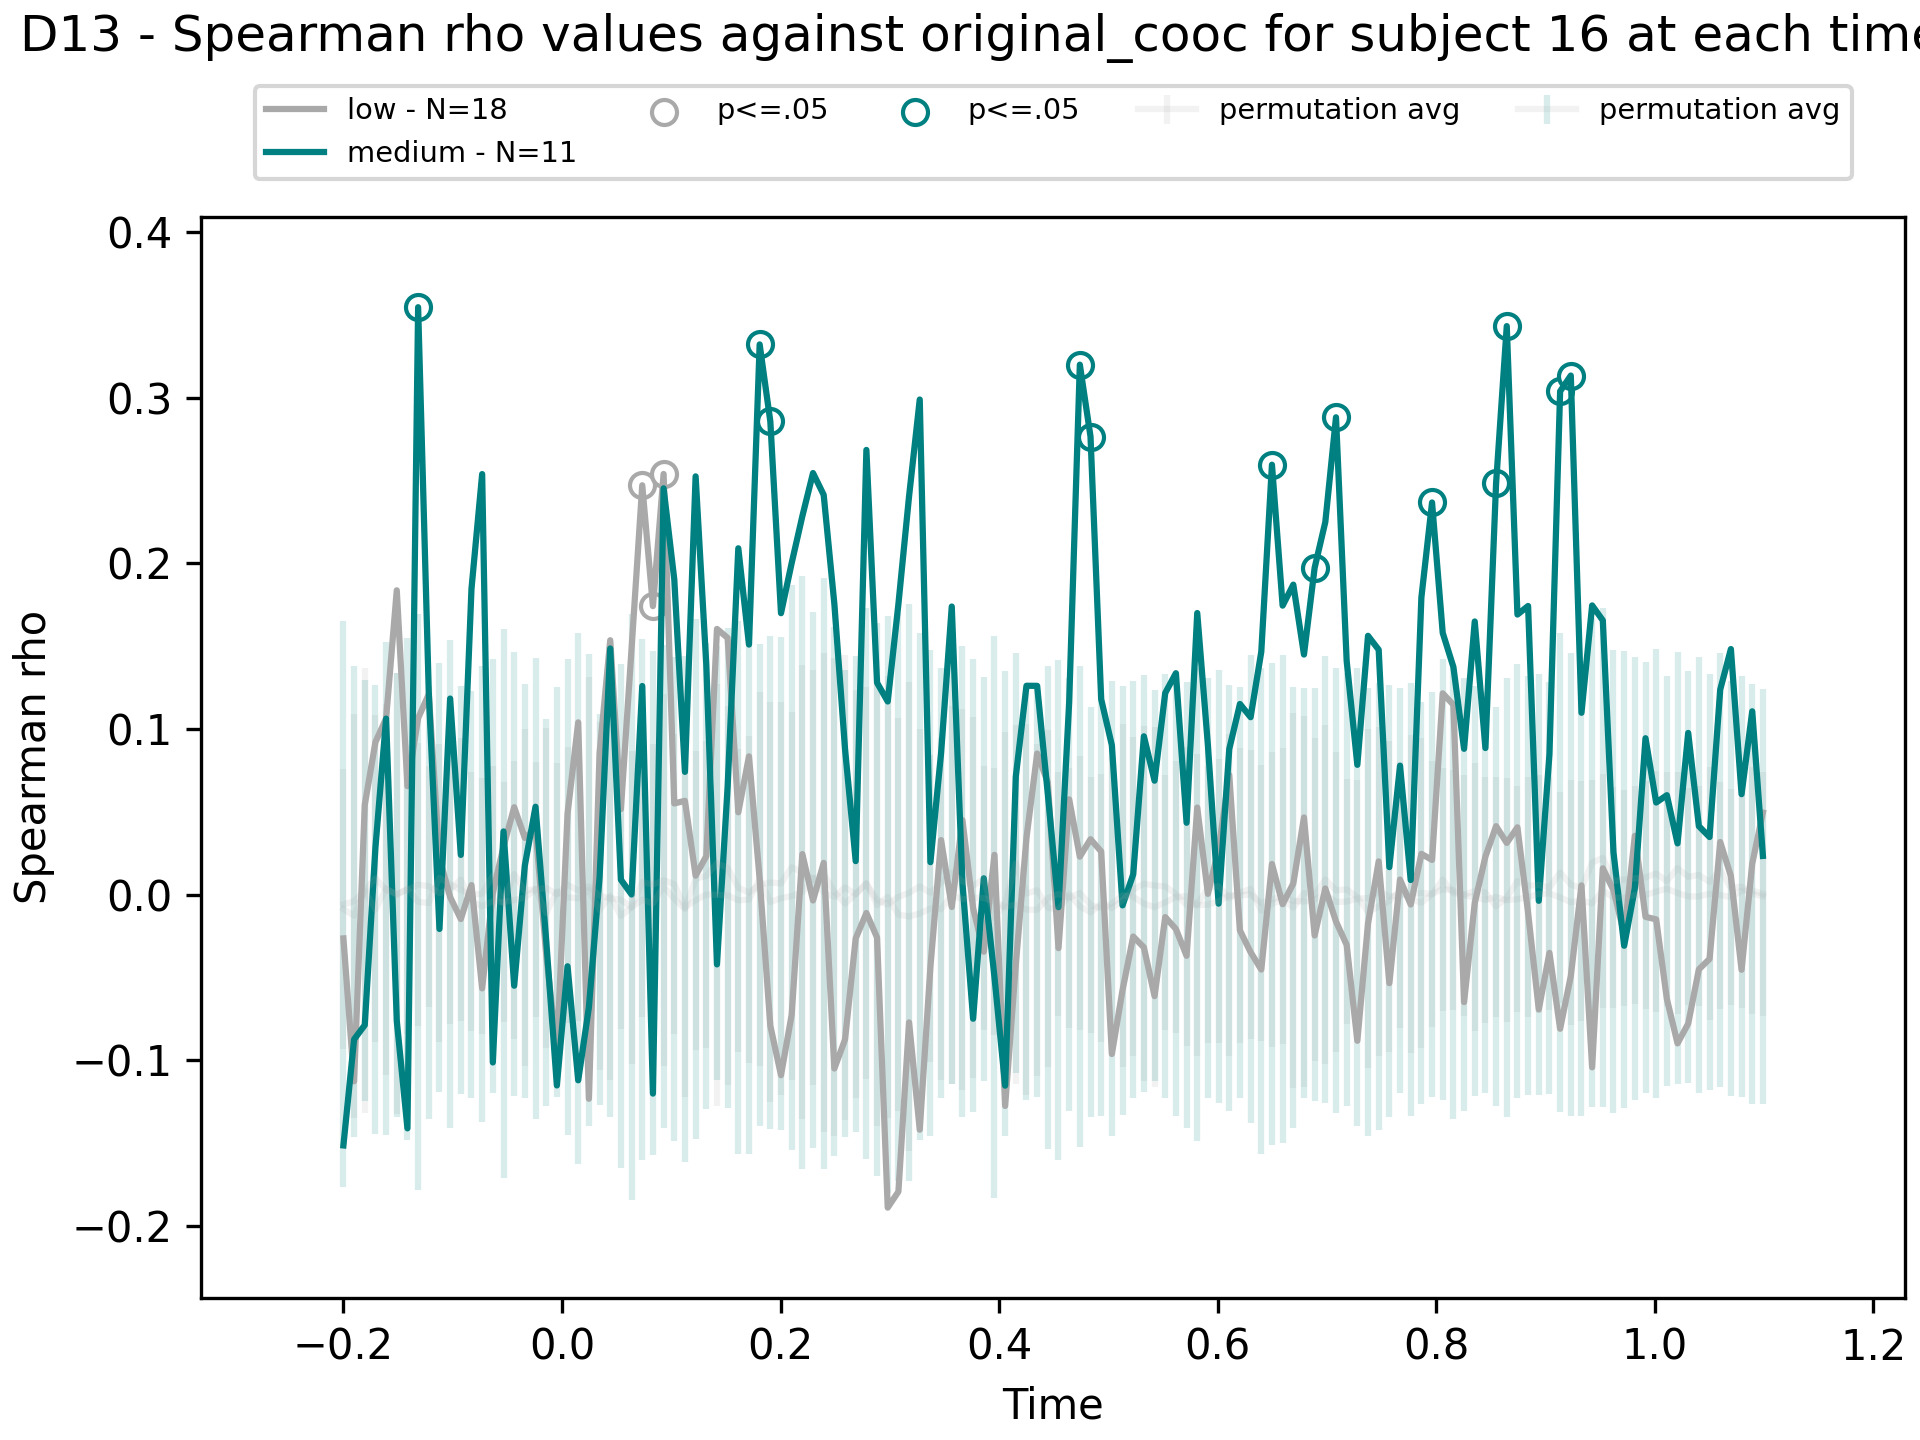 D13 - Spearman rho values against original_cooc for subject 16 at each time
low - N=18
medium - N=11
p<=.05
p<=.05
permutation avg
permutation avg
0.4
0.3
0.2
0.1
0.0
−0.1
−0.2
Spearman rho
−0.2 0.0 0.2 0.4 0.6 0.8 1.0 1.2
Time